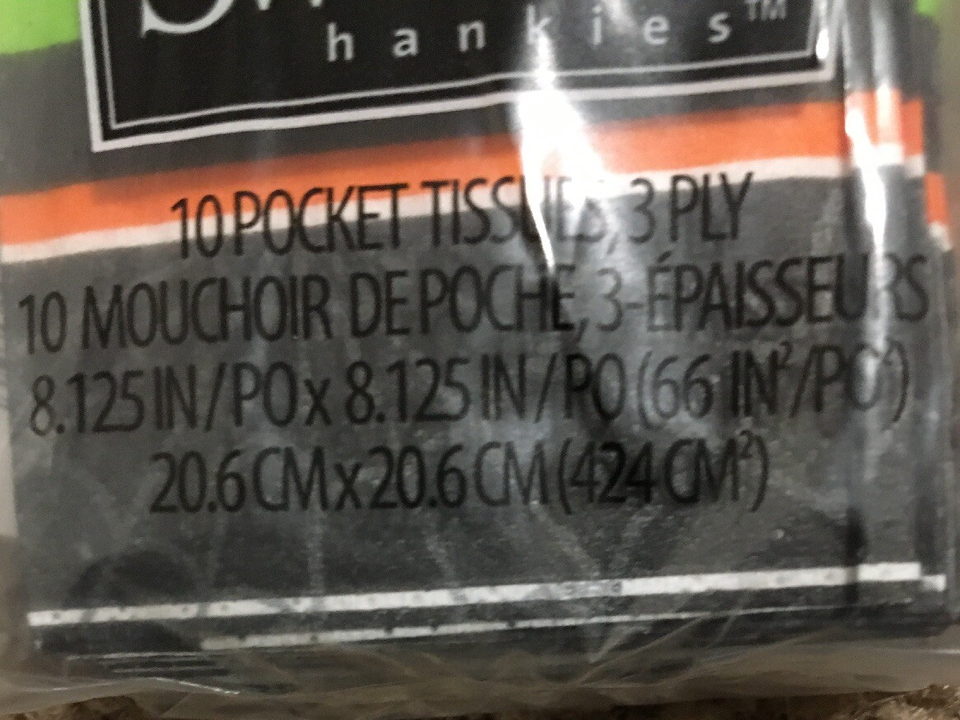 hankies™
10 POCKET TISSUES, 3 PLY
10 MOUCHOIR DE POCHE, 3-ÉPAISSEURS
8.125 IN/PO x 8.125 IN/PO (66 IN²/PO²)
20.6 CM x 20.6 CM (424 CM²)